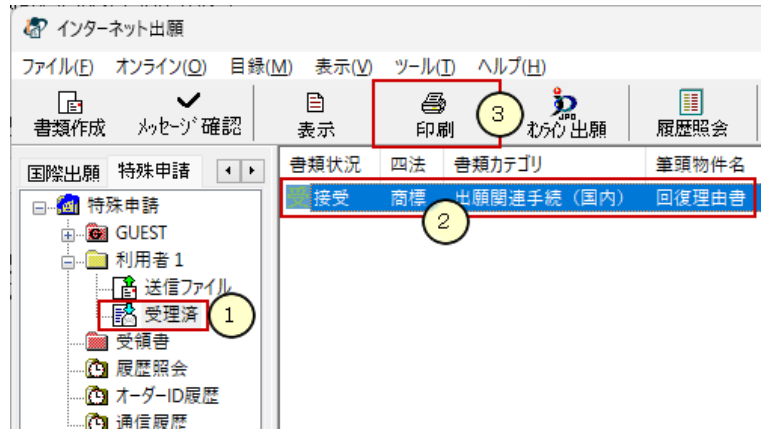 インターネット出願
ファイル(F) オンライン(O) 目録(M) 表示(V) ツール(T) ヘルプ(H)
書類作成 メッセージ確認 表示 印刷 3 オンライン出願 履歴照会
国際出願 特殊申請
書類状況 四法 書類カテゴリ 筆頭物件名
受 接受 商標 出願関連手続（国内） 回復理由書
2
特殊申請
GUEST
利用者１
送信ファイル
受理済 1
受領書
履歴照会
オーダーID履歴
通信履歴